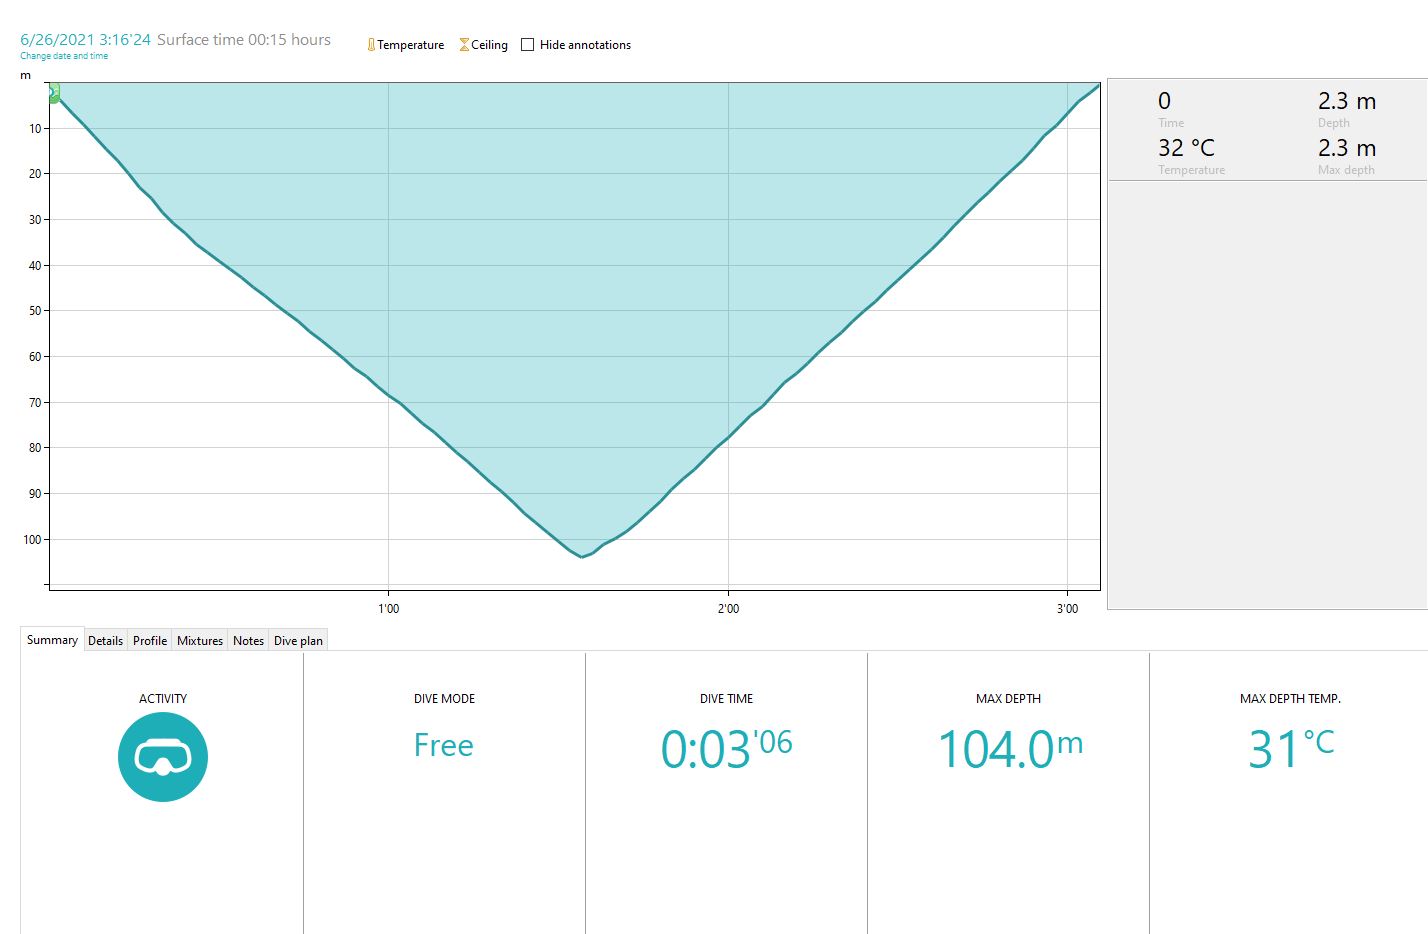 6/26/2021 3:16'24 Surface time 00:15 hours
Change date and time
Temperature Ceiling Hide annotations
m
10
20
30
40
50
60
70
80
90
100
1'00 2'00 3'00
0 2.3 m
Time Depth
32 °C 2.3 m
Temperature Max depth
Summary Details Profile Mixtures Notes Dive plan
ACTIVITY DIVE MODE DIVE TIME MAX DEPTH MAX DEPTH TEMP.
Free 0:03'06 104.0m 31°C